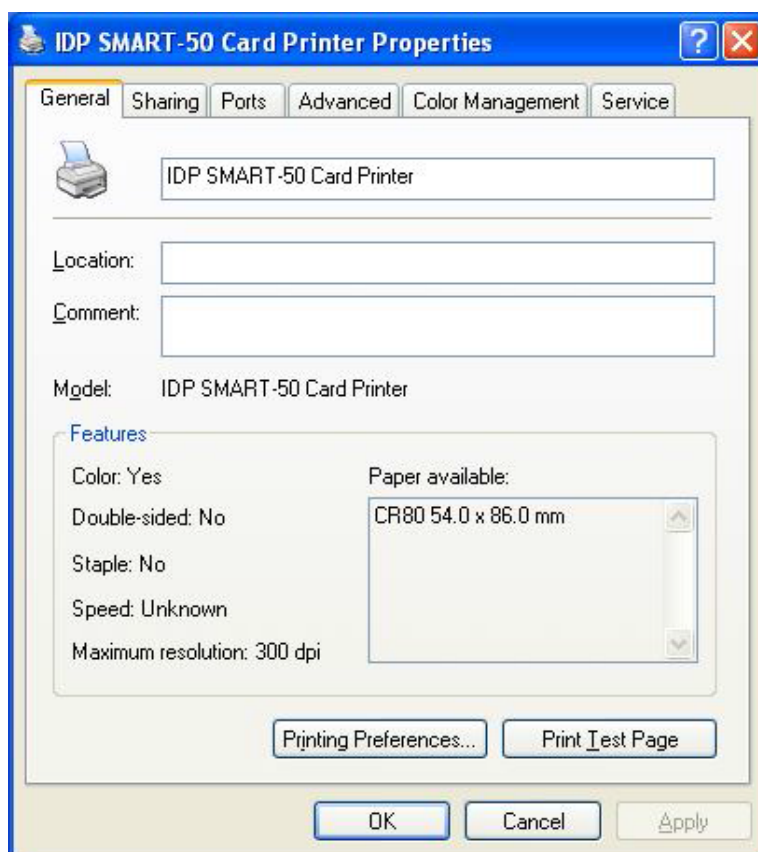 IDP SMART-50 Card Printer Properties
General Sharing Ports Advanced Color Management Service
IDP SMART-50 Card Printer
Location:
Comment:
Model: IDP SMART-50 Card Printer
Features
Color: Yes
Paper available:
Double-sided: No
CR80 54.0 x 86.0 mm
Staple: No
Speed: Unknown
Maximum resolution: 300 dpi
Printing Preferences... Print Test Page
OK Cancel Apply